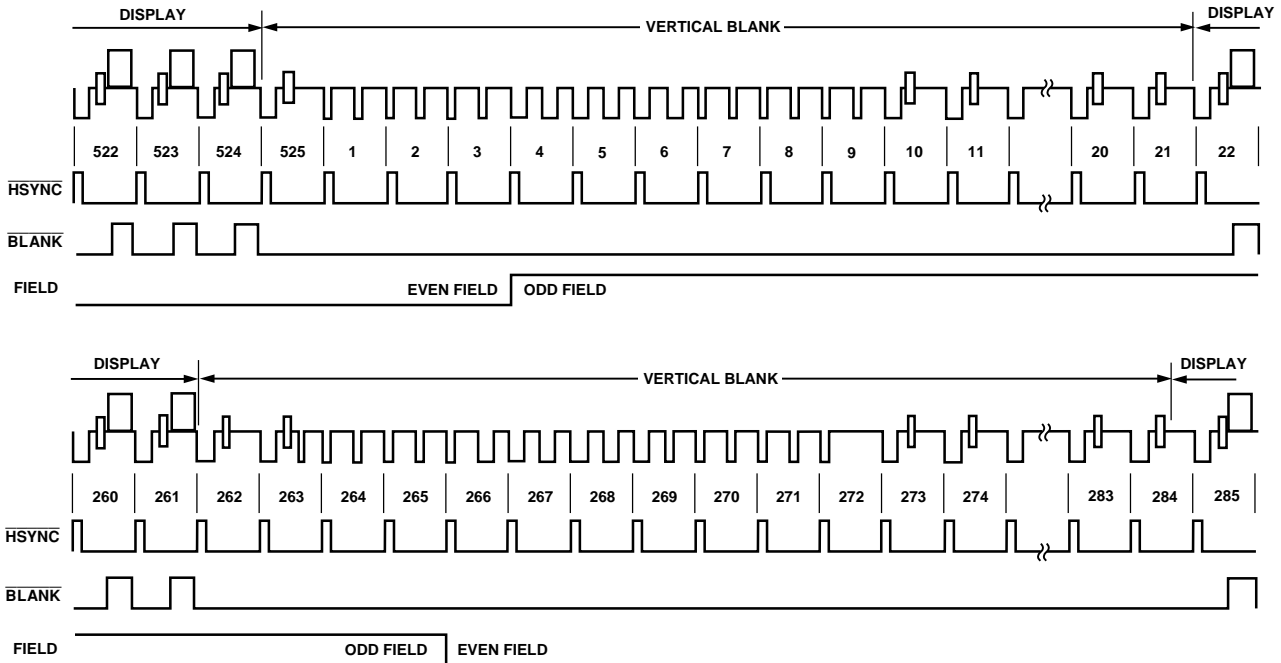 DISPLAY VERTICAL BLANK DISPLAY
522 523 524 525 1 2 3 4 5 6 7 8 9 10 11 20 21 22
HSYNC
BLANK
FIELD EVEN FIELD ODD FIELD
DISPLAY VERTICAL BLANK DISPLAY
260 261 262 263 264 265 266 267 268 269 270 271 272 273 274 283 284 285
HSYNC
BLANK
FIELD ODD FIELD EVEN FIELD